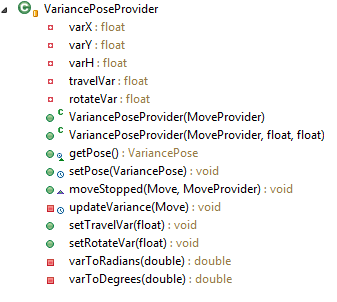 VariancePoseProvider
varX : float
varY : float
varH : float
travelVar : float
rotateVar : float
C VariancePoseProvider(MoveProvider)
C VariancePoseProvider(MoveProvider, float, float)
getPose() : VariancePose
setPose(VariancePose) : void
moveStopped(Move, MoveProvider) : void
updateVariance(Move) : void
setTravelVar(float) : void
setRotateVar(float) : void
varToRadians(double) : double
varToDegrees(double) : double